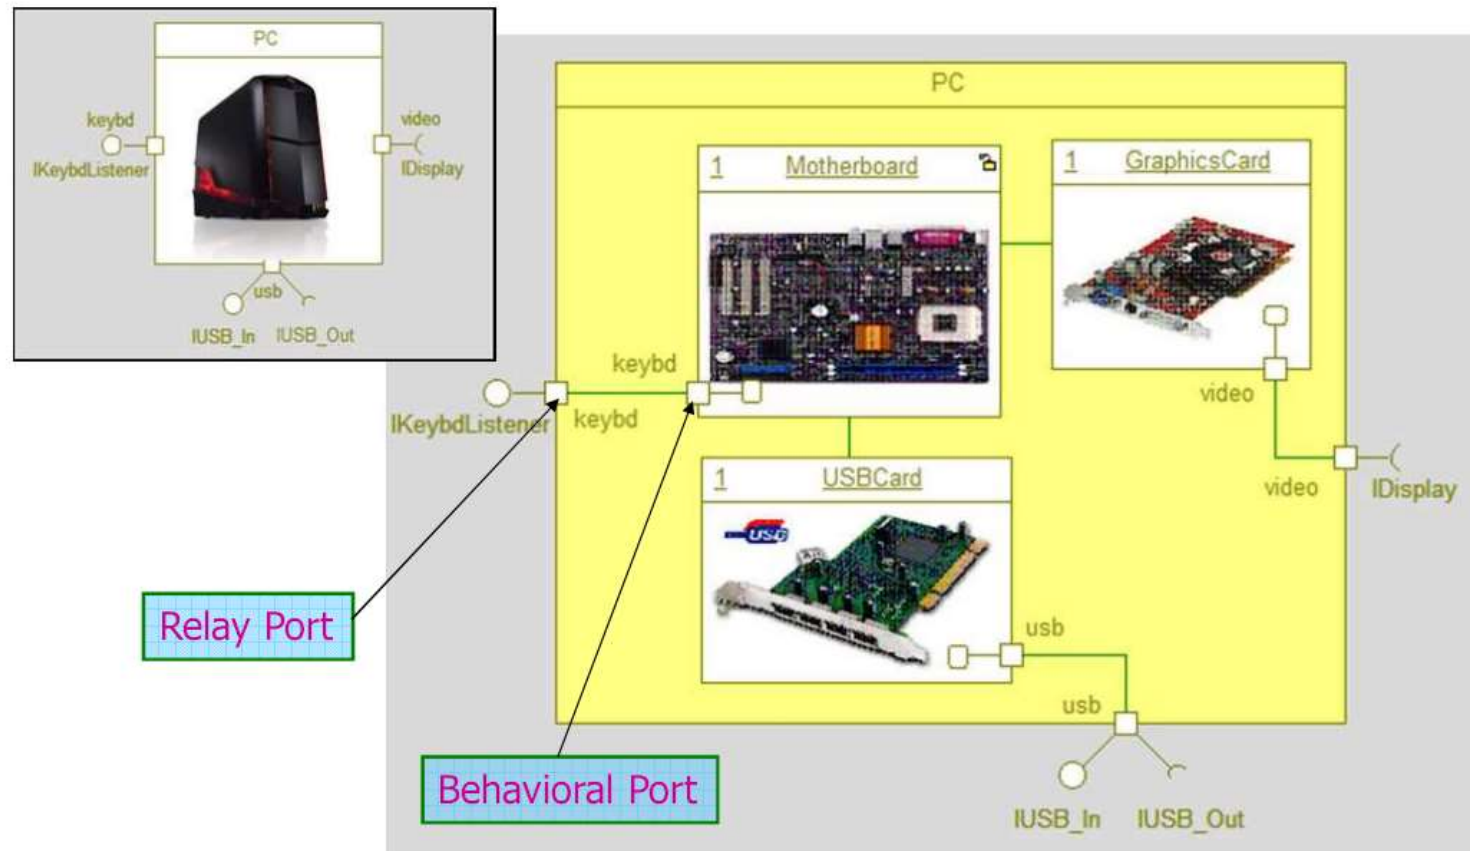 PC
keybd
IKeybdListener
video
IDisplay
usb
IUSB_In
IUSB_Out
PC
1
Motherboard
1
GraphicsCard
keybd
IKeybdListener
keybd
video
video
IDisplay
1
USBCard
USB
usb
usb
IUSB_In
IUSB_Out
Relay Port
Behavioral Port